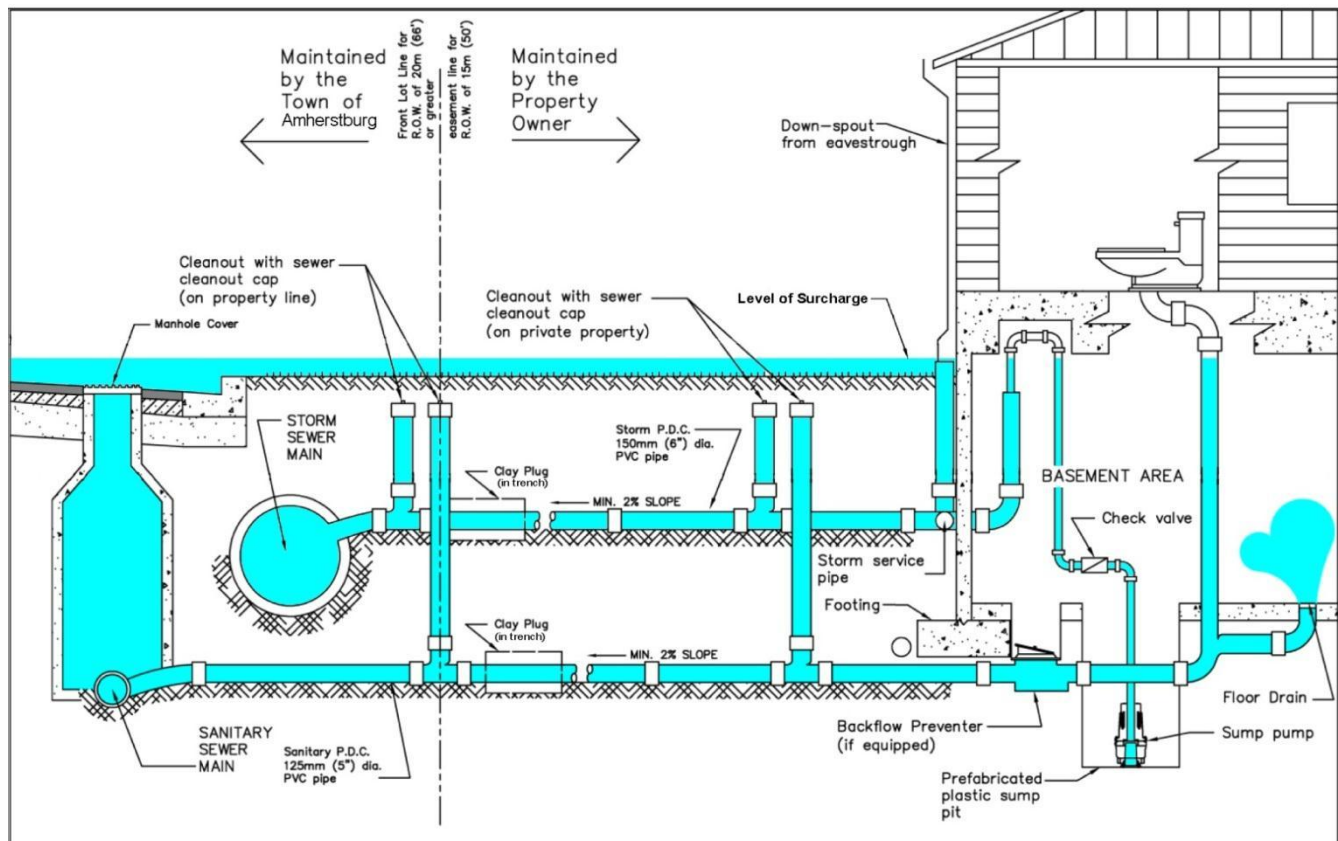 Maintained
by the
Town of
Amherstburg
Front Lot Line for
R.O.W. of 20m (66')
or greater
easement line for
R.O.W. of 15m (50')
Maintained
by the
Property
Owner
Down-spout
from eavestrough
Cleanout with sewer
cleanout cap
(on property line)
Manhole Cover
Cleanout with sewer
cleanout cap
(on private property)
Level of Surcharge
STORM
SEWER
MAIN
Clay Plug
(in trench)
Storm P.D.C.
150mm (6") dia.
PVC pipe
MIN. 2% SLOPE
BASEMENT AREA
Check valve
Storm service
pipe
Footing
Clay Plug
(in trench)
MIN. 2% SLOPE
SANITARY
SEWER
MAIN
Sanitary P.D.C.
125mm (5") dia.
PVC pipe
Backflow Preventer
(if equipped)
Floor Drain
Sump pump
Prefabricated
plastic sump
pit